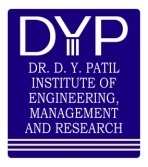 DYP
DR. D. Y. PATIL
INSTITUTE OF
ENGINEERING,
MANAGEMENT
AND RESEARCH